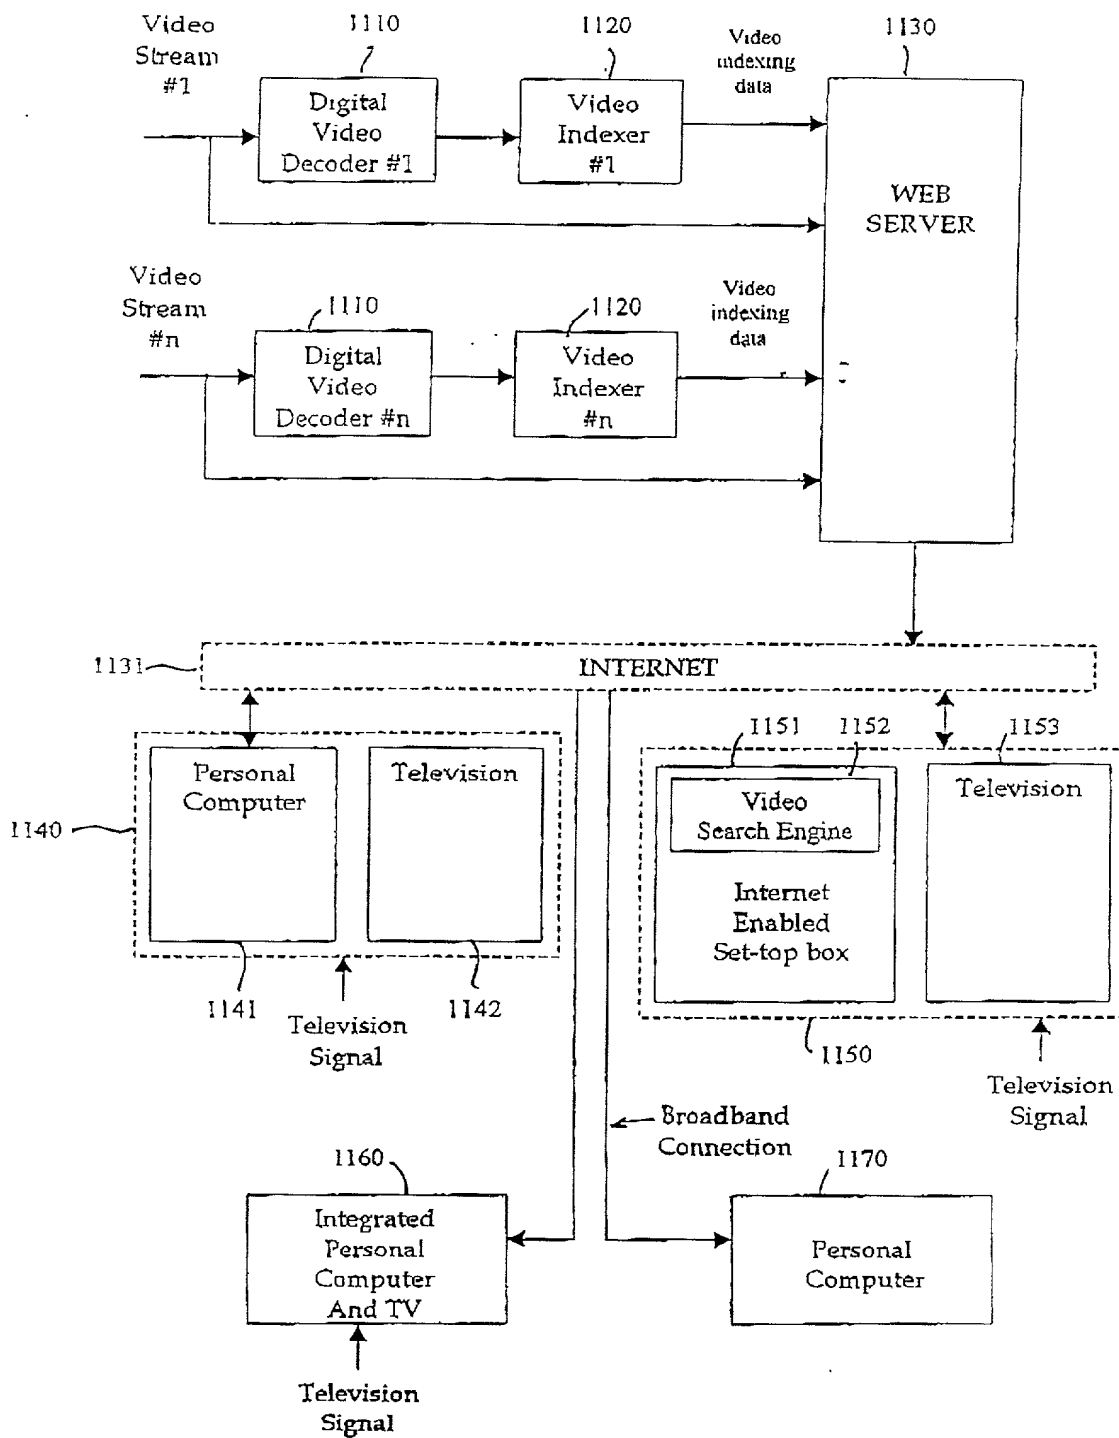 Video
Stream
#1
1110
1120
Video
indexing
data
1130
Digital
Video
Decoder #1
Video
Indexer
#1
WEB
SERVER
Video
Stream
#n
1110
1120
Video
indexing
data
Digital
Video
Decoder #n
Video
Indexer
#n
1131
INTERNET
1140
Personal
Computer
Television
1151
1152
1153
Video
Search Engine
Internet
Enabled
Set-top box
Television
1141
1142
Television
Signal
1150
Television
Signal
Broadband
Connection
1160
1170
Integrated
Personal
Computer
And TV
Personal
Computer
Television
Signal